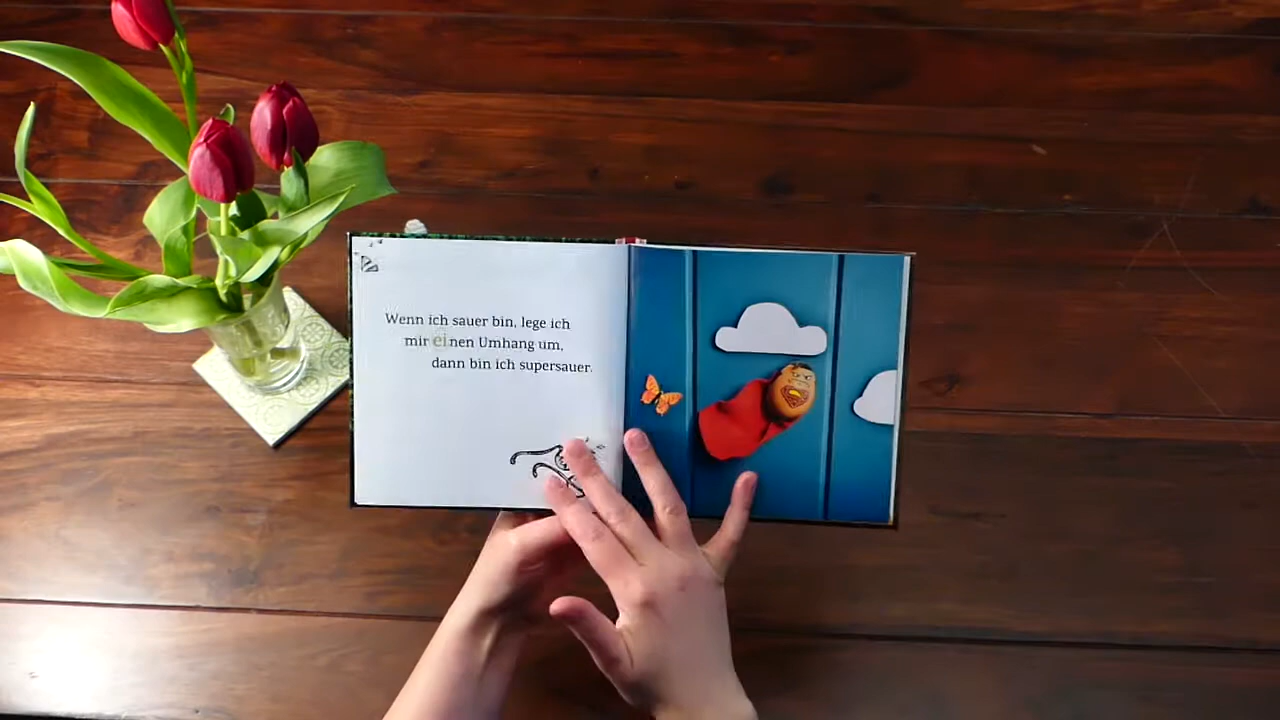 Wenn ich sauer bin, lege ich
mir einen Umhang um,
dann bin ich supersauer.